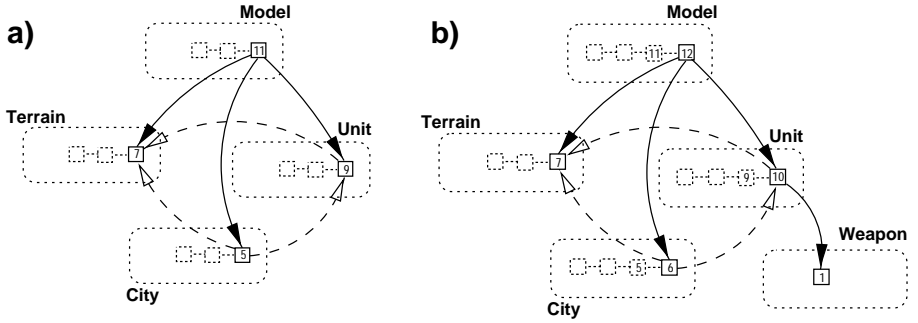 a)
Model
11
Terrain
7
Unit
9
5
City
b)
Model
11 12
Terrain
7
Unit
9 10
Weapon
1
5 6
City